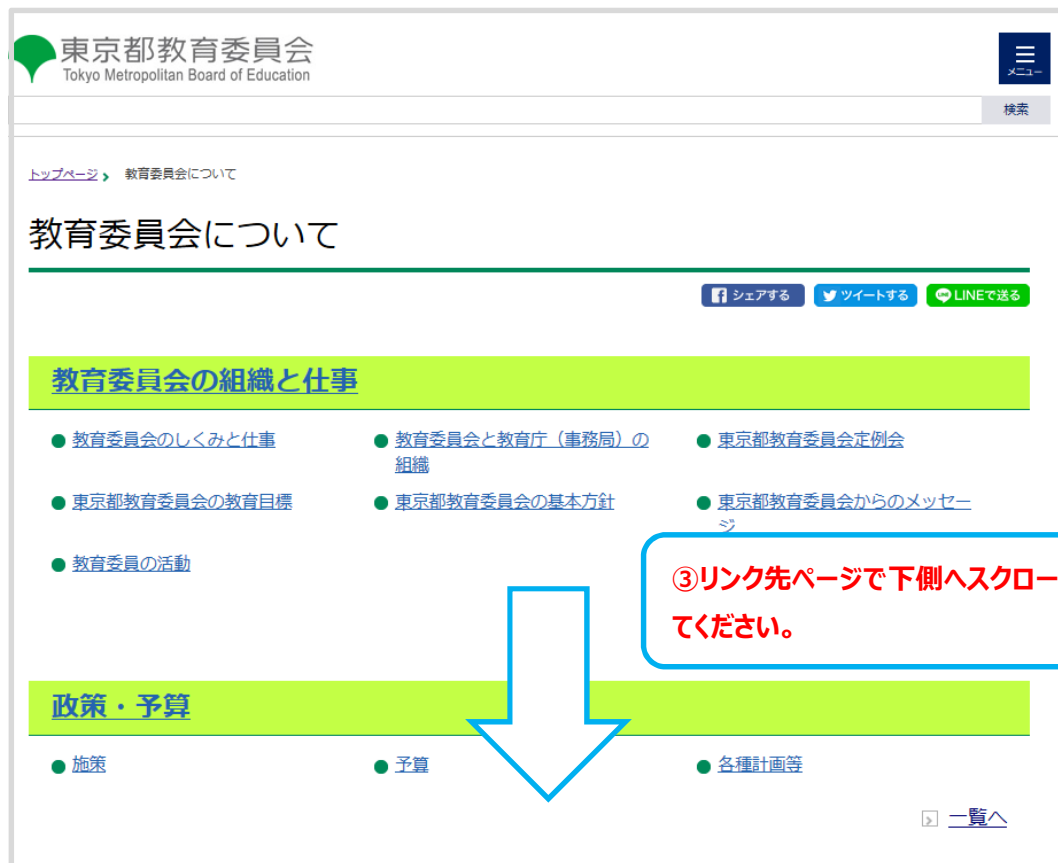 東京都教育委員会
Tokyo Metropolitan Board of Education
メニュー
検索
トップページ 教育委員会について
教育委員会について
シェアする ツイートする LINEで送る
教育委員会の組織と仕事
教育委員会のしくみと仕事 教育委員会と教育庁（事務局）の 東京都教育委員会定例会
組織
東京都教育委員会の教育目標 東京都教育委員会の基本方針 東京都教育委員会からのメッセー
ジ
教育委員の活動
③リンク先ページで下側へスクロー
てください。
政策・予算
施策 予算 各種計画等
一覧へ